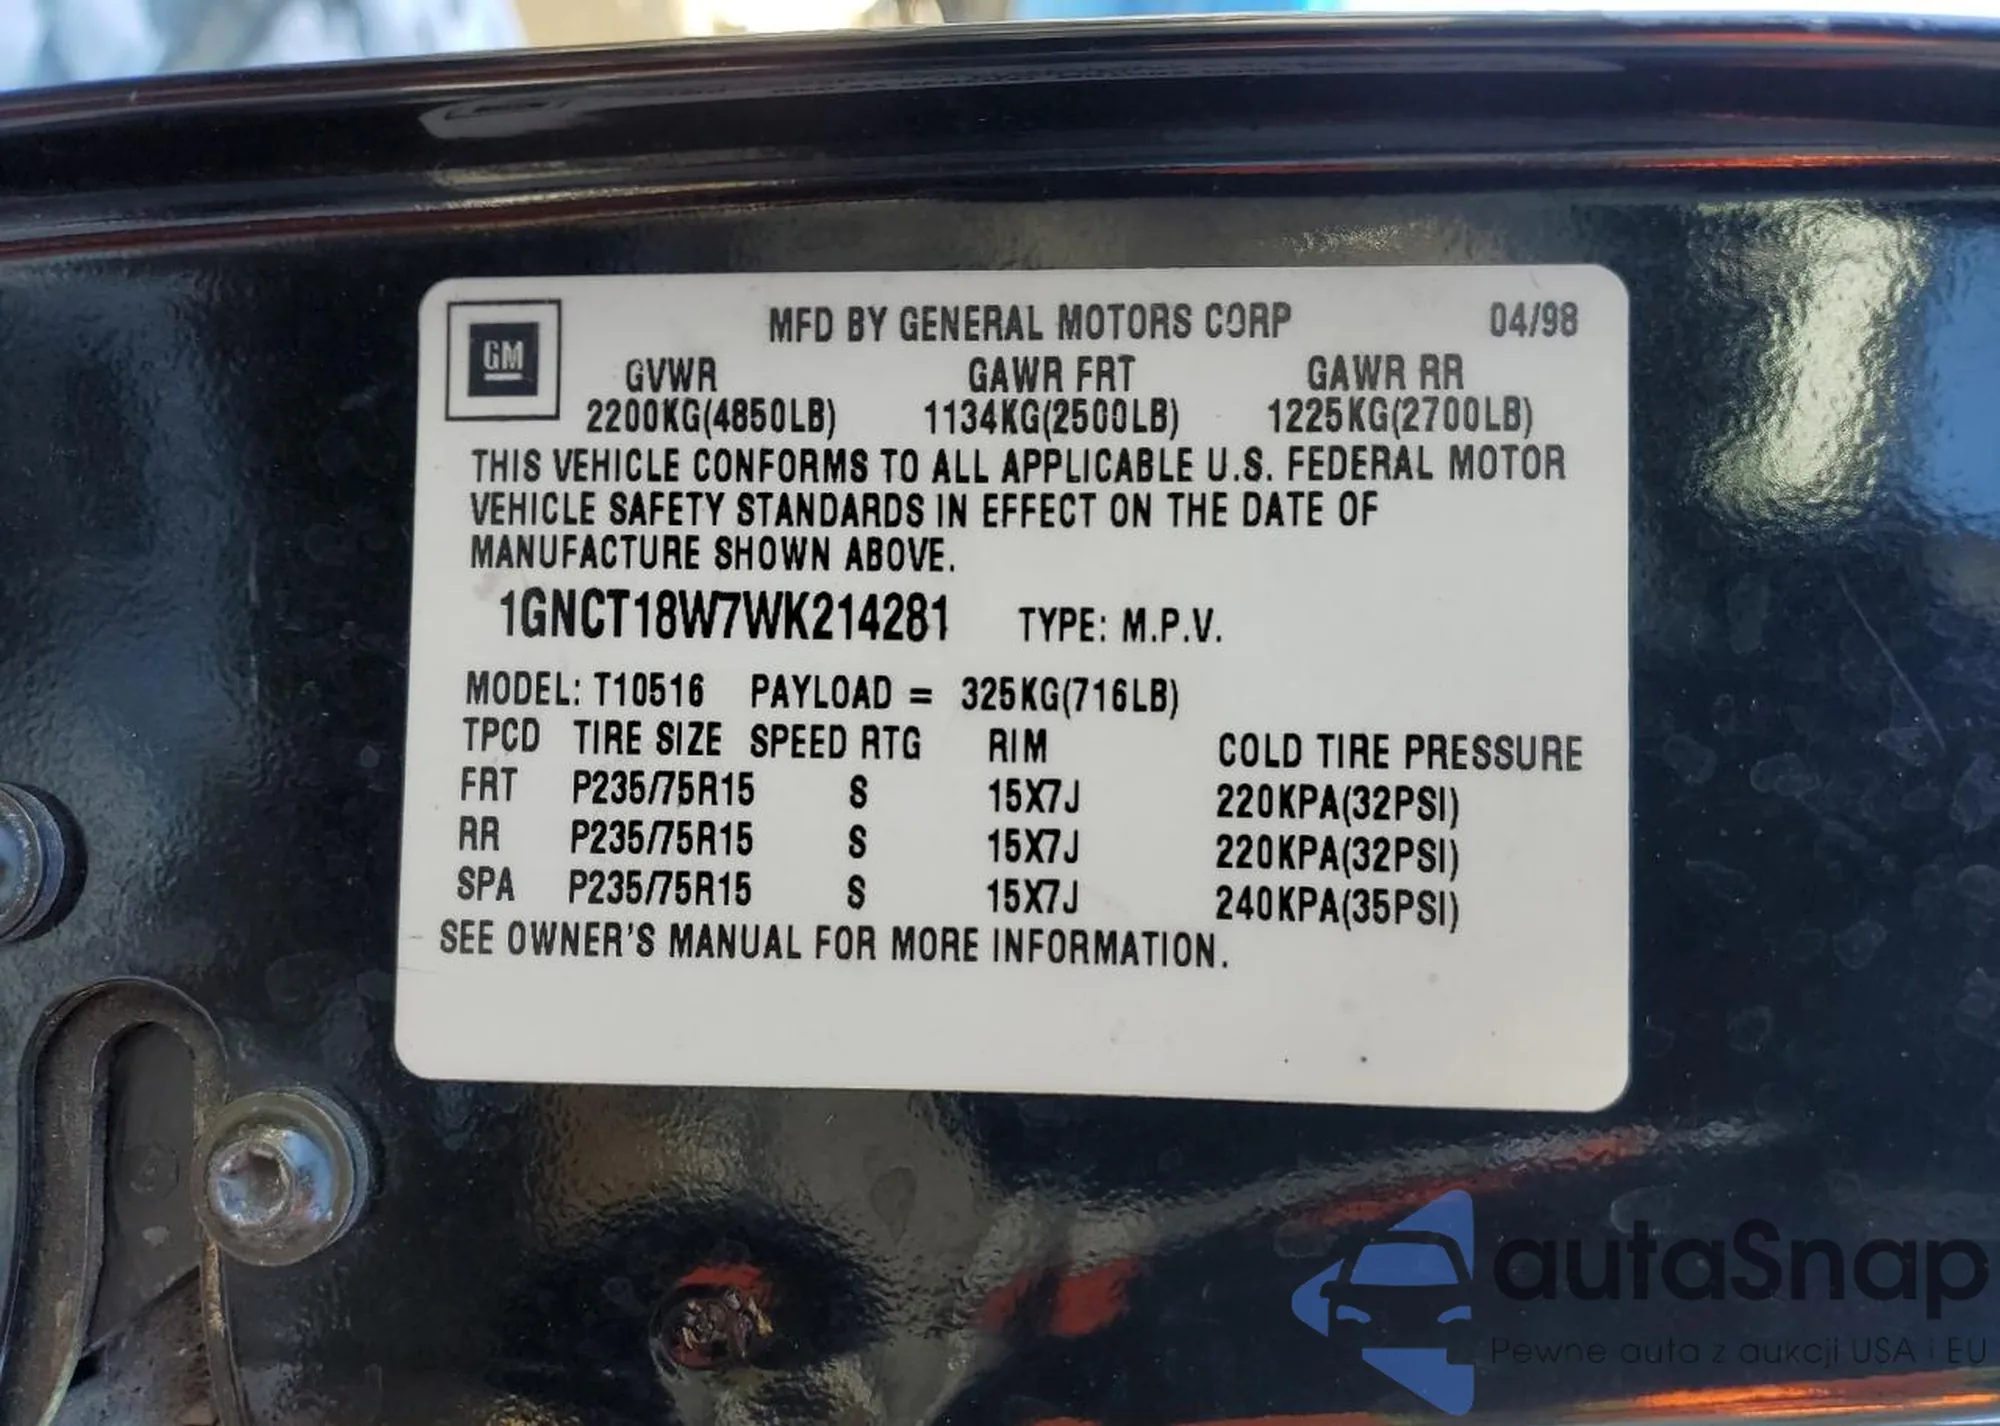 GM
MFD BY GENERAL MOTORS CORP 04/98
GVWR GAWR FRT GAWR RR
2200KG(4850LB) 1134KG(2500LB) 1225KG(2700LB)
THIS VEHICLE CONFORMS TO ALL APPLICABLE U.S. FEDERAL MOTOR
VEHICLE SAFETY STANDARDS IN EFFECT ON THE DATE OF
MANUFACTURE SHOWN ABOVE.
1GNCT18W7WK214281 TYPE: M.P.V.
MODEL: T10516 PAYLOAD = 325KG(716LB)
TPCD TIRE SIZE SPEED RTG RIM COLD TIRE PRESSURE
FRT P235/75R15 S 15X7J 220KPA(32PSI)
RR P235/75R15 S 15X7J 220KPA(32PSI)
SPA P235/75R15 S 15X7J 240KPA(35PSI)
SEE OWNER'S MANUAL FOR MORE INFORMATION.
autaSnap
Pewne auta z aukcji USA i EU